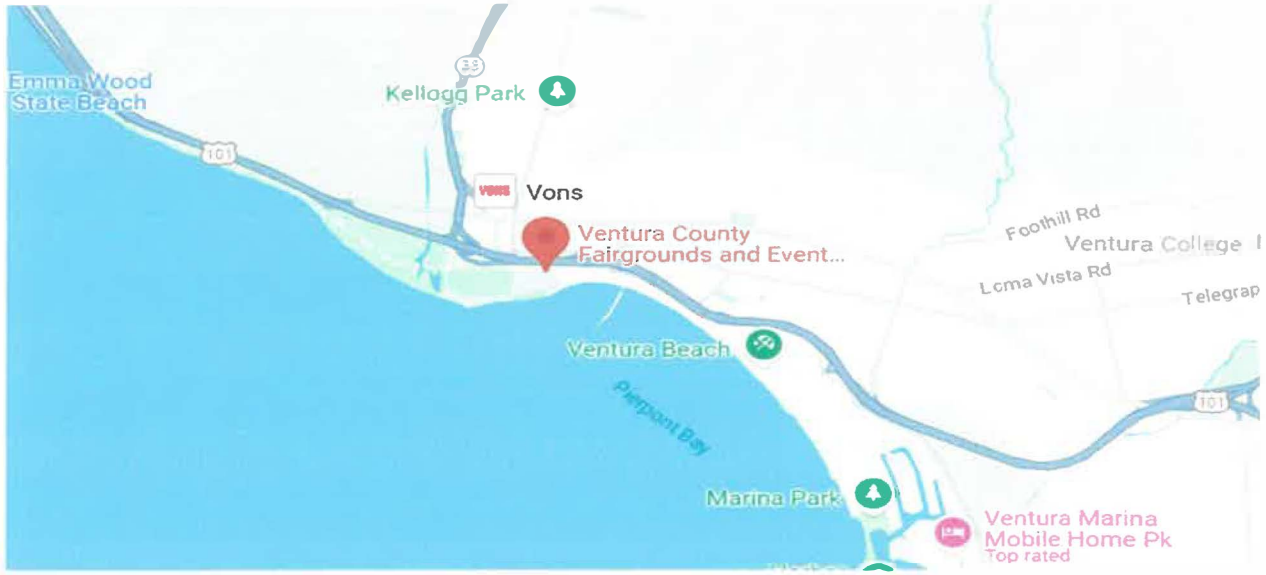 Emma Wood
State Beach
33
Kellogg Park
101
VONS
Vons
Ventura County
Fairgrounds and Event...
Foothill Rd
Ventura College
Loma Vista Rd
Telegrap
Ventura Beach
Pierpont Bay
101
Marina Park
Ventura Marina
Mobile Home Pk
Top rated